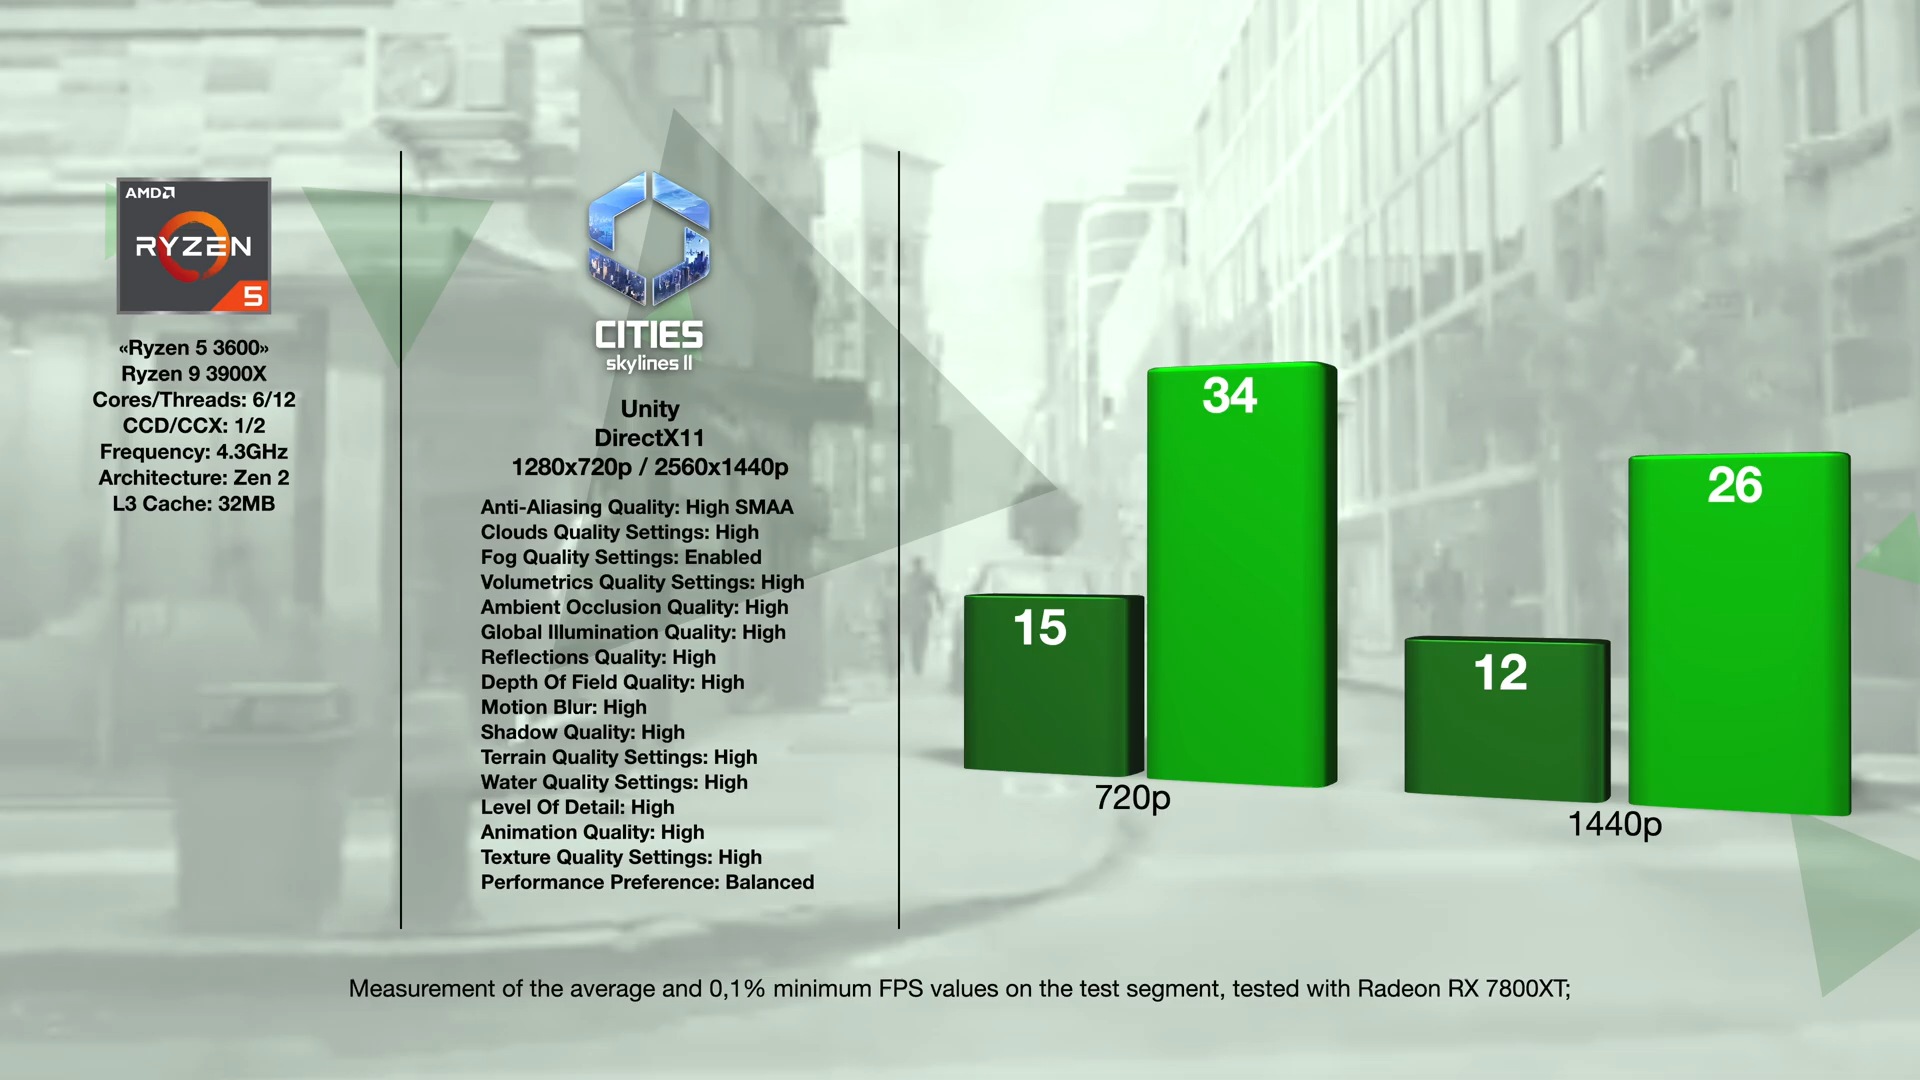 AMD
RYZEN
5
«Ryzen 5 3600»
Ryzen 9 3900X
Cores/Threads: 6/12
CCD/CCX: 1/2
Frequency: 4.3GHz
Architecture: Zen 2
L3 Cache: 32MB
CITIES
skylines II
Unity
DirectX11
1280x720p / 2560x1440p
Anti-Aliasing Quality: High SMAA
Clouds Quality Settings: High
Fog Quality Settings: Enabled
Volumetrics Quality Settings: High
Ambient Occlusion Quality: High
Global Illumination Quality: High
Reflections Quality: High
Depth Of Field Quality: High
Motion Blur: High
Shadow Quality: High
Terrain Quality Settings: High
Water Quality Settings: High
Level Of Detail: High
Animation Quality: High
Texture Quality Settings: High
Performance Preference: Balanced
15
34
720p
12
26
1440p
Measurement of the average and 0,1% minimum FPS values on the test segment, tested with Radeon RX 7800XT;